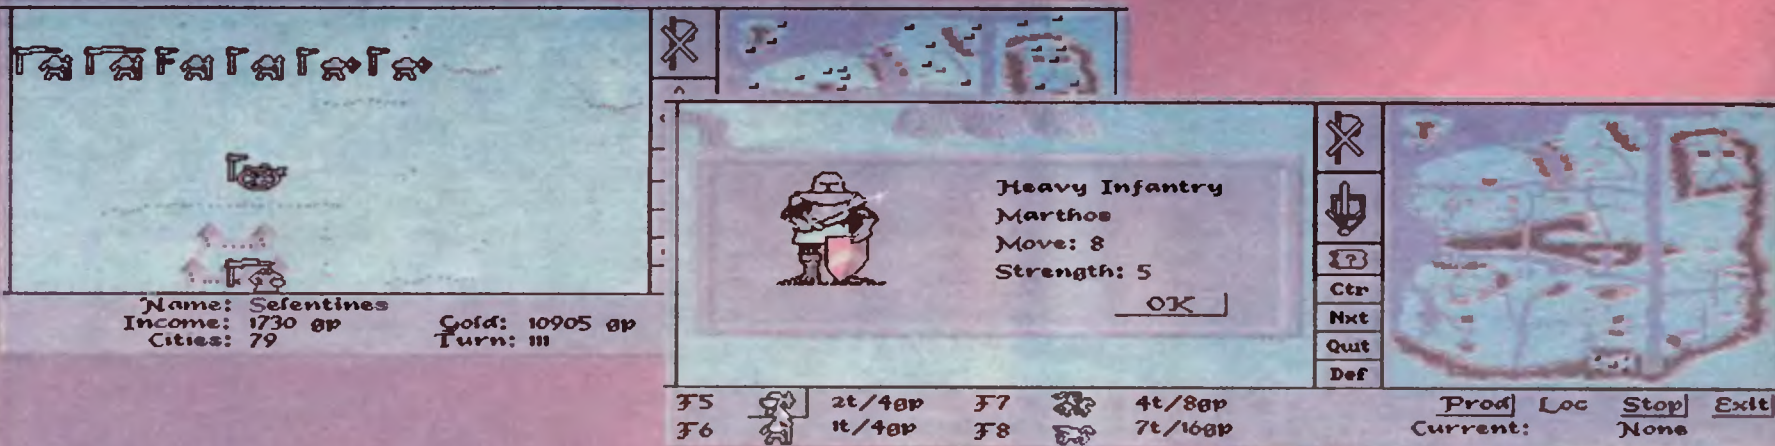 Name: Selentines
Income: 1730 gp Gold: 10905 gp
Cities: 79 Turn: 111
Heavy Infantry
Marthos
Move: 8
Strength: 5
OK
?
Ctr
Nxt
Quit
Def
F5 2t/4gp F7 4t/8gp
F6 1t/4gp F8 7t/16gp
Prod Loc Stop Exit
Current: None